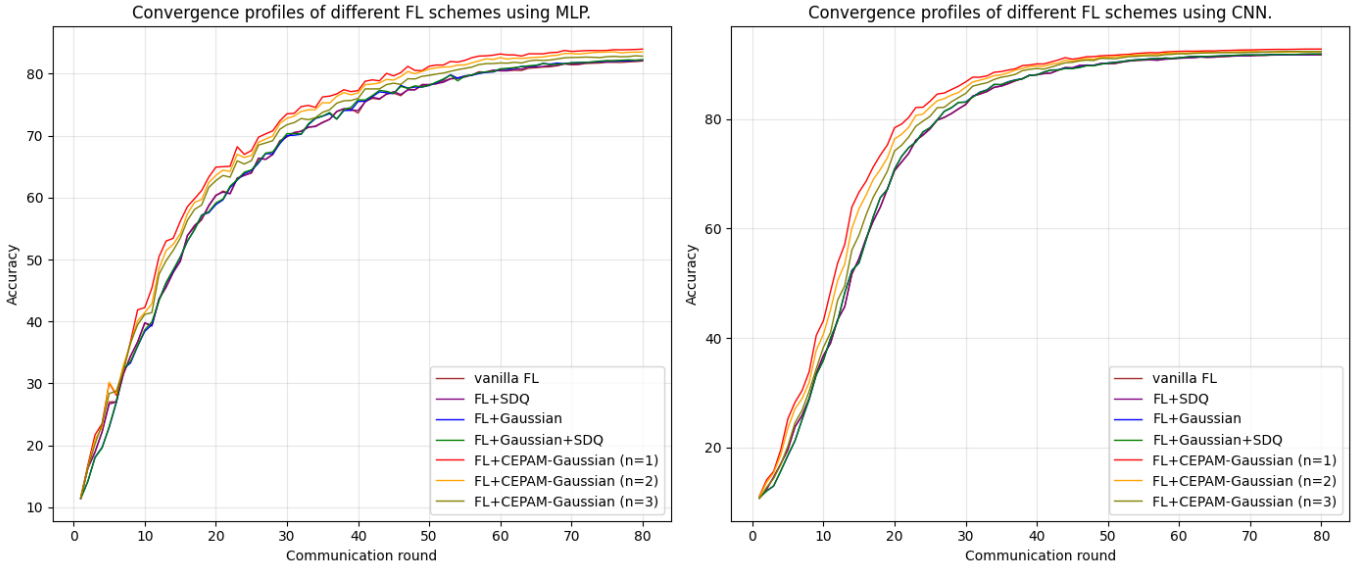 Convergence profiles of different FL schemes using MLP.
Accuracy
80
70
60
50
40
30
20
10
0 10 20 30 40 50 60 70 80
Communication round
vanilla FL
FL+SDQ
FL+Gaussian
FL+Gaussian+SDQ
FL+CEPAM-Gaussian (n=1)
FL+CEPAM-Gaussian (n=2)
FL+CEPAM-Gaussian (n=3)
Convergence profiles of different FL schemes using CNN.
Accuracy
80
60
40
20
0 10 20 30 40 50 60 70 80
Communication round
vanilla FL
FL+SDQ
FL+Gaussian
FL+Gaussian+SDQ
FL+CEPAM-Gaussian (n=1)
FL+CEPAM-Gaussian (n=2)
FL+CEPAM-Gaussian (n=3)